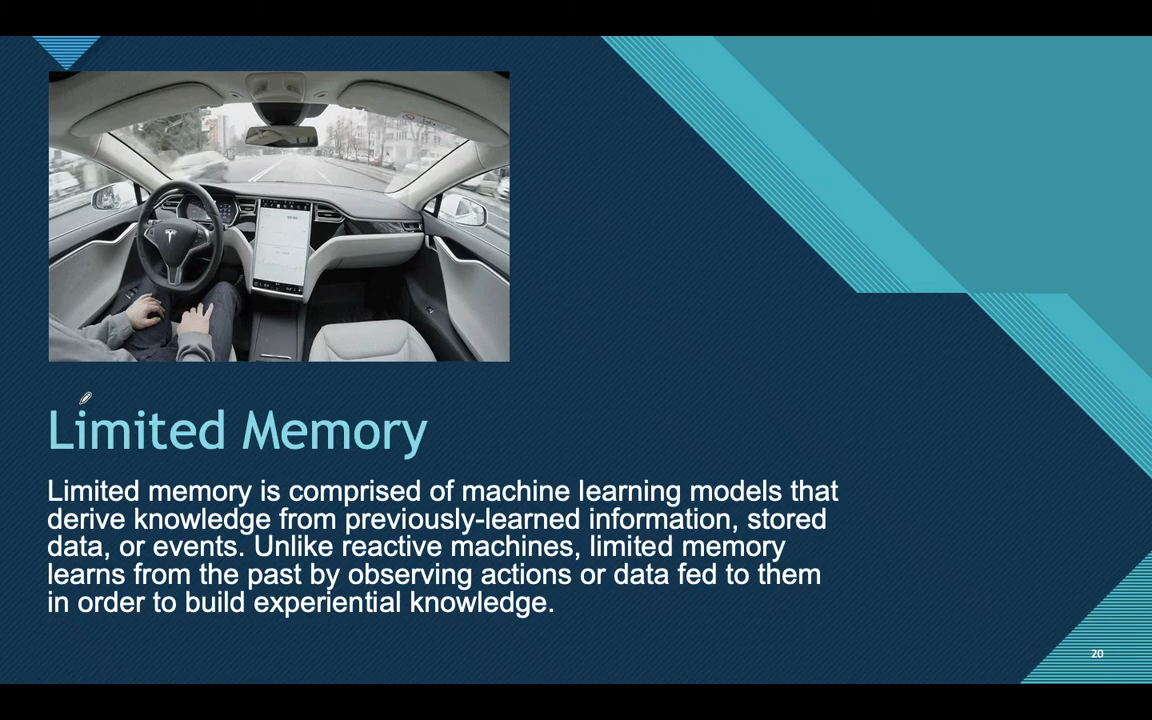 Limited Memory
Limited memory is comprised of machine learning models that
derive knowledge from previously-learned information, stored
data, or events. Unlike reactive machines, limited memory
learns from the past by observing actions or data fed to them
in order to build experiential knowledge.
20